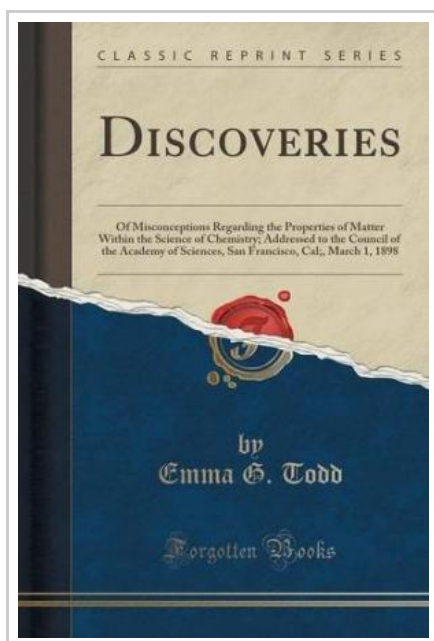 CLASSIC REPRINT SERIES
DISCOVERIES
Of Misconceptions Regarding the Properties of Matter
Within the Science of Chemistry; Addressed to the Council of
the Academy of Sciences, San Francisco, Cal;, March 1, 1898
by
Emma G. Todd
Forgotten Books